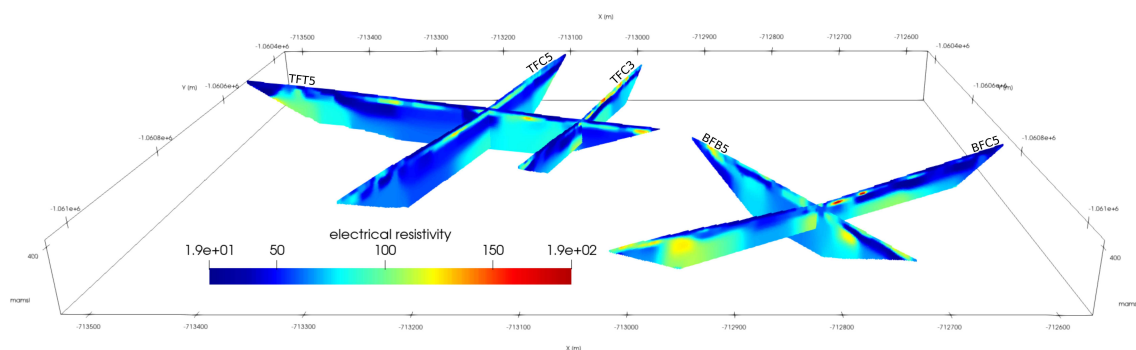 X (m)
-713500 -713400 -713300 -713200 -713100 -713000 -712900 -712800 -712700 -712600
-1.0604e+6 -1.0604e+6
TFC5
TFC3
TFT5
Y (m) -1.0606e+6 -1.0606e+6 Y (m)
-1.0608e+6 -1.0608e+6
BFB5
BFC5
-1.061e+6 -1.061e+6
electrical resistivity
1.9e+01 50 100 150 1.9e+02
400 400
mamsl mamsl
-713500 -713400 -713300 -713200 -713100 -713000 -712900 -712800 -712700 -712600
X (m)